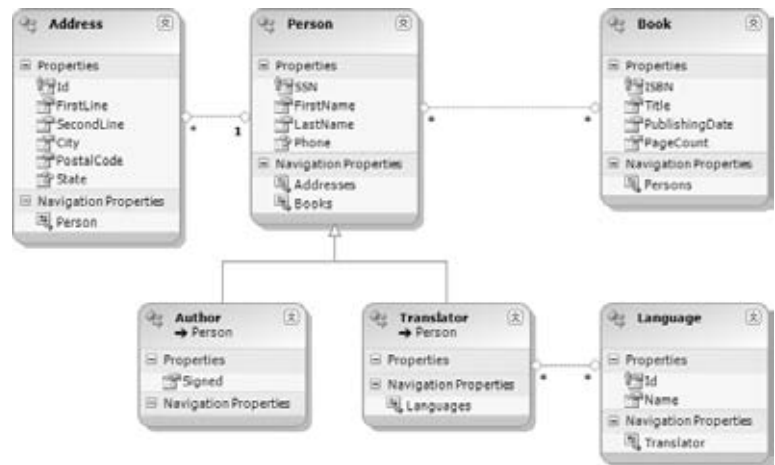 Address
Properties
Id
FirstLine
SecondLine
City
PostalCode
State
Navigation Properties
Person
*
1
Person
Properties
SSN
FirstName
LastName
Phone
Navigation Properties
Addresses
Books
*
*
Book
Properties
ISBN
Title
PublishingDate
PageCount
Navigation Properties
Persons
Author
Person
Properties
Signed
Navigation Properties
Translator
Person
Properties
Navigation Properties
Languages
*
*
Language
Properties
Id
Name
Navigation Properties
Translator